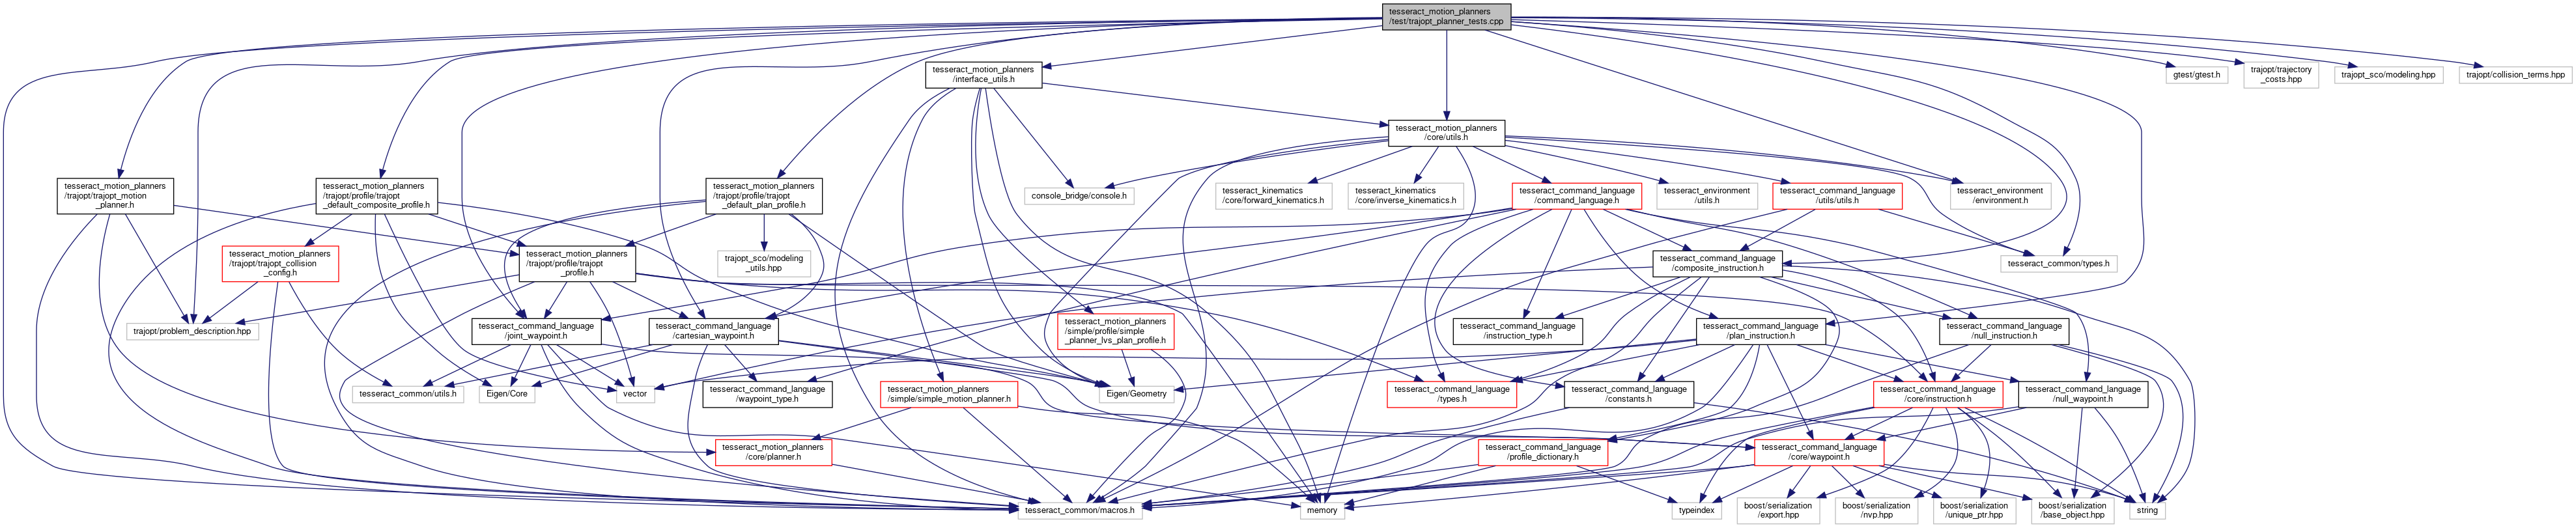 tesseract_motion_planners
/test/trajopt_planner_tests.cpp
tesseract_motion_planners
/interface_utils.h
gtest/gtest.h
trajopt/trajectory
_costs.hpp
trajopt_sco/modeling.hpp
trajopt/collision_terms.hpp
tesseract_motion_planners
/core/utils.h
tesseract_motion_planners
/trajopt/trajopt_motion
_planner.h
tesseract_motion_planners
/trajopt/profile/trajopt
_default_composite_profile.h
tesseract_motion_planners
/trajopt/profile/trajopt
_default_plan_profile.h
console_bridge/console.h
tesseract_kinematics
/core/forward_kinematics.h
tesseract_kinematics
/core/inverse_kinematics.h
tesseract_command_language
/command_language.h
tesseract_environment
/utils.h
tesseract_command_language
/utils/utils.h
tesseract_environment
/environment.h
tesseract_motion_planners
/trajopt/trajopt_collision
_config.h
tesseract_motion_planners
/trajopt/profile/trajopt
_profile.h
trajopt_sco/modeling
_utils.hpp
tesseract_command_language
/composite_instruction.h
tesseract_common/types.h
trajopt/problem_description.hpp
tesseract_command_language
/joint_waypoint.h
tesseract_command_language
/cartesian_waypoint.h
tesseract_motion_planners
/simple/profile/simple
_planner_lvs_plan_profile.h
tesseract_command_language
/instruction_type.h
tesseract_command_language
/plan_instruction.h
tesseract_command_language
/null_instruction.h
tesseract_common/utils.h
Eigen/Core
vector
tesseract_command_language
/waypoint_type.h
tesseract_motion_planners
/simple/simple_motion_planner.h
Eigen/Geometry
tesseract_command_language
/types.h
tesseract_command_language
/constants.h
tesseract_command_language
/core/instruction.h
tesseract_command_language
/null_waypoint.h
tesseract_motion_planners
/core/planner.h
tesseract_command_language
/profile_dictionary.h
tesseract_command_language
/core/waypoint.h
tesseract_common/macros.h
memory
typeindex
boost/serialization
/export.hpp
boost/serialization
/nvp.hpp
boost/serialization
/unique_ptr.hpp
boost/serialization
/base_object.hpp
string